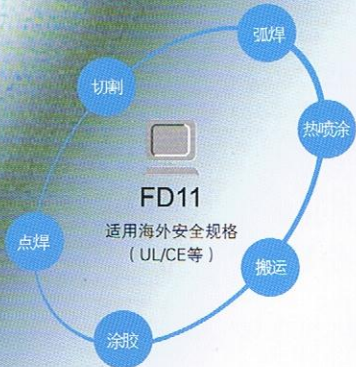 弧焊
切割
热喷涂
FD11
适用海外安全规格
（UL/CE等）
点焊
搬运
涂胶